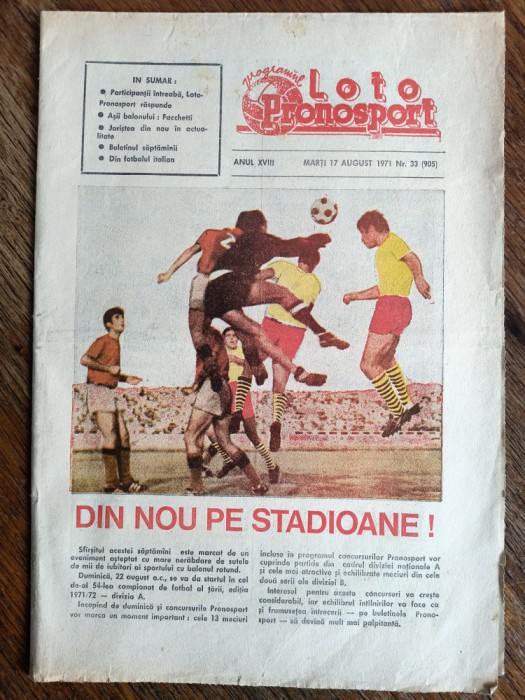 IN SUMAR :
● Participanții întreabă, Loto-
Pronosport răspunde
● Așii balonului : Facchetti
● Joriștea din nou în actua-
litate
● Buletinul săptămînii
● Din fotbalul italian
programul
Loto
Pronosport
ANUL XVIII
MARȚI 17 AUGUST 1971 Nr. 33 (905)
2
DIN NOU PE STADIOANE !
Sfîrșitul acestei săptămîni este marcat de un
eveniment așteptat cu mare nerăbdare de sutele
de mii de iubitori ai sportului cu balonul rotund.
Duminică, 22 august a.c., se va da startul în cel
de-al 54-lea campionat de fotbal al țării, ediția
1971-72 — divizia A.
Începînd de duminică și concursurile Pronosport
vor marca un moment important : cele 13 meciuri
incluse în programul concursurilor Pronosport vor
cuprinde partide din cadrul diviziei naționale A
și cele mai atractive și echilibrate meciuri din cele
două serii ale diviziei B.
Interesul pentru aceste concursuri va crește
considerabil, iar echilibrul întîlnirilor va face ca
și frumusețea întrecerii — pe buletinele Prono-
sport — să devină mult mai palpitantă.